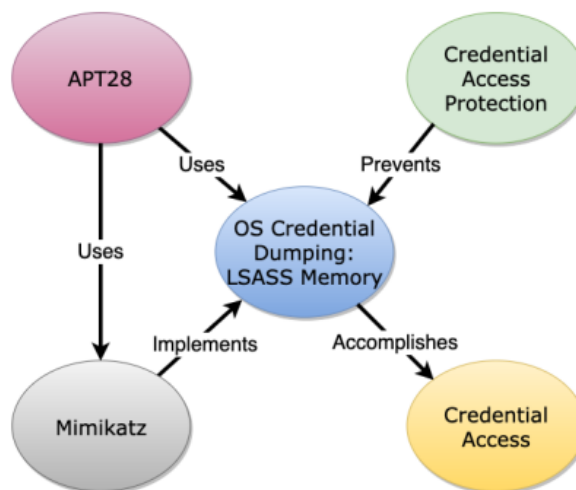 APT28
Credential
Access
Protection
Uses
Prevents
OS Credential
Dumping:
LSASS Memory
Uses
Implements
Accomplishes
Mimikatz
Credential
Access